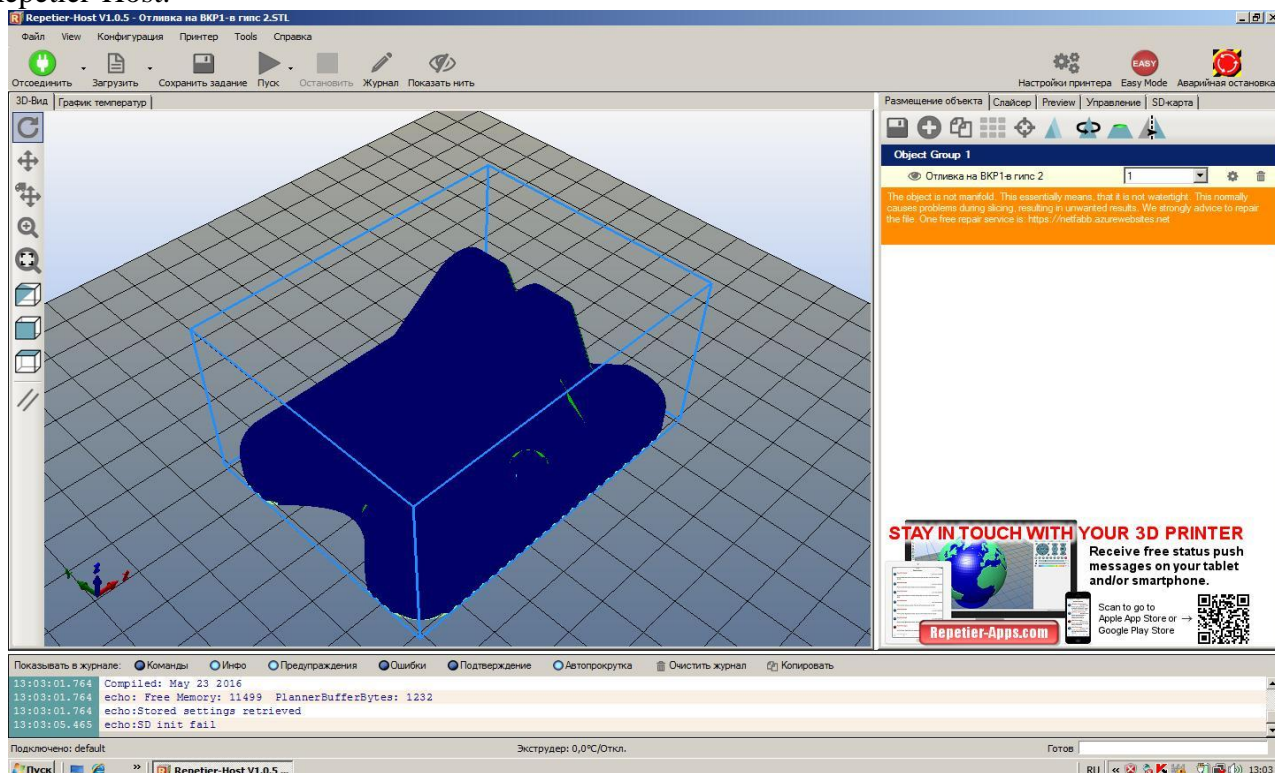 Repetier-Host.
Repetier-Host V1.0.5 - Отливка на ВКР1-в гипс 2.STL
Файл View Конфигурация Принтер Tools Справка
Отсоединить Загрузить Сохранить задание Пуск Остановить Журнал Показать нить Настройки принтера EASY Easy Mode Аварийная остановка
3D-Вид График температур Размещение объекта Слайсер Preview Управление SD-карта
Object Group 1
Отливка на ВКР1-в гипс 2 1
The object is not manifold. This essentially means, that it is not watertight. This normally
causes problems during slicing, resulting in unwanted results. We strongly advice to repair
the file. One free repair service is: https://netfabb.azurewebsites.net
STAY IN TOUCH WITH YOUR 3D PRINTER
Receive free status push
messages on your tablet
and/or smartphone.
Scan to go to
Apple App Store or →
Google Play Store
Repetier-Apps.com
Показывать в журнале: Команды Инфо Предупраждения Ошибки Подтверждение Автопрокрутка Очистить журнал Копировать
13:03:01.764 Compiled: May 23 2016
13:03:01.764 echo: Free Memory: 11499 PlannerBufferBytes: 1232
13:03:01.764 echo:Stored settings retrieved
13:03:05.465 echo:SD init fail
Подключено: default Экструдер: 0,0°C/Откл. Готов
Пуск » Repetier-Host V1.0.5 ... RU « 13:03